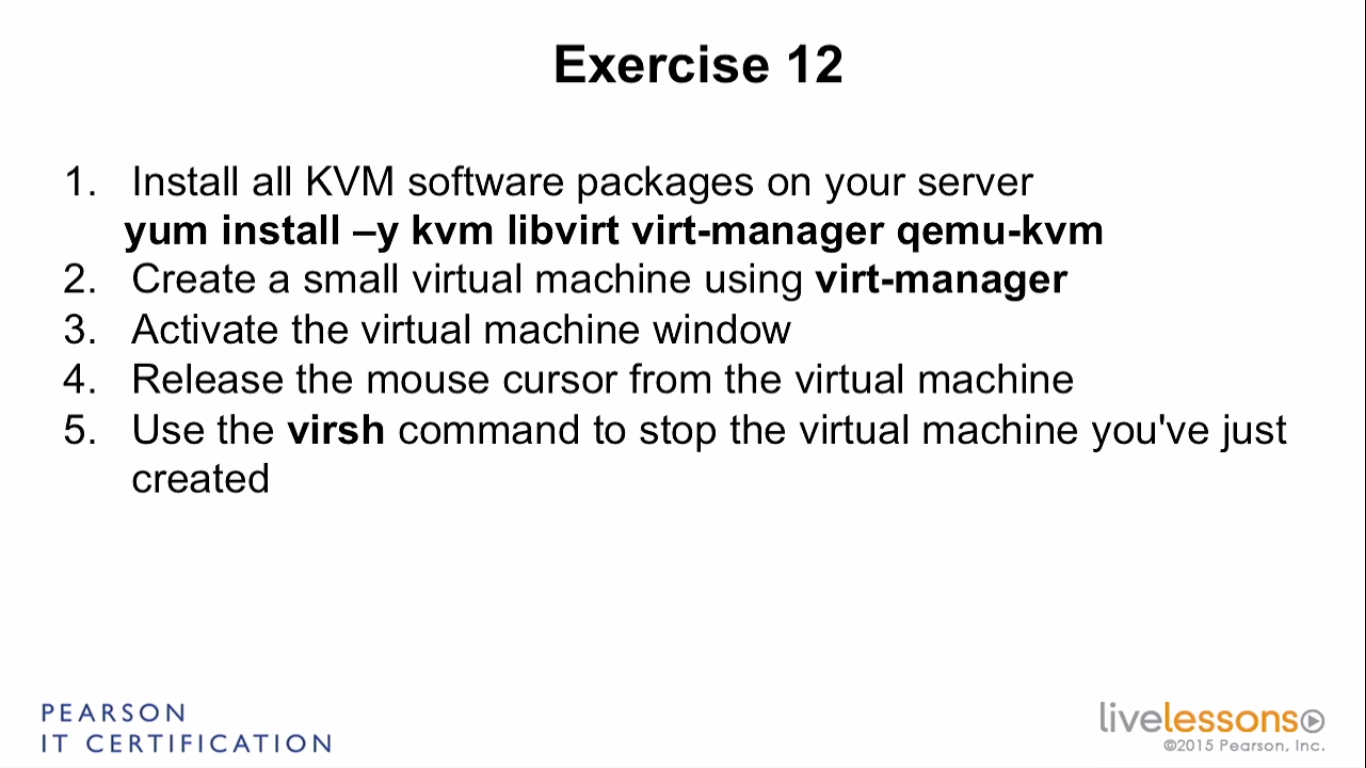 Exercise 12
1. Install all KVM software packages on your server
yum install –y kvm libvirt virt-manager qemu-kvm
2. Create a small virtual machine using virt-manager
3. Activate the virtual machine window
4. Release the mouse cursor from the virtual machine
5. Use the virsh command to stop the virtual machine you've just
created
PEARSON
IT CERTIFICATION
livelessons
©2015 Pearson, Inc.